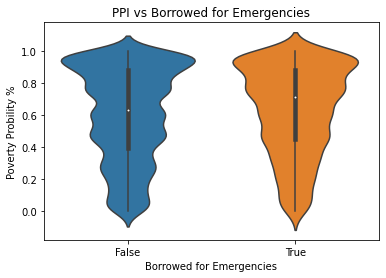 PPI vs Borrowed for Emergencies
Poverty Probility %
1.0
0.8
0.6
0.4
0.2
0.0
False
True
Borrowed for Emergencies